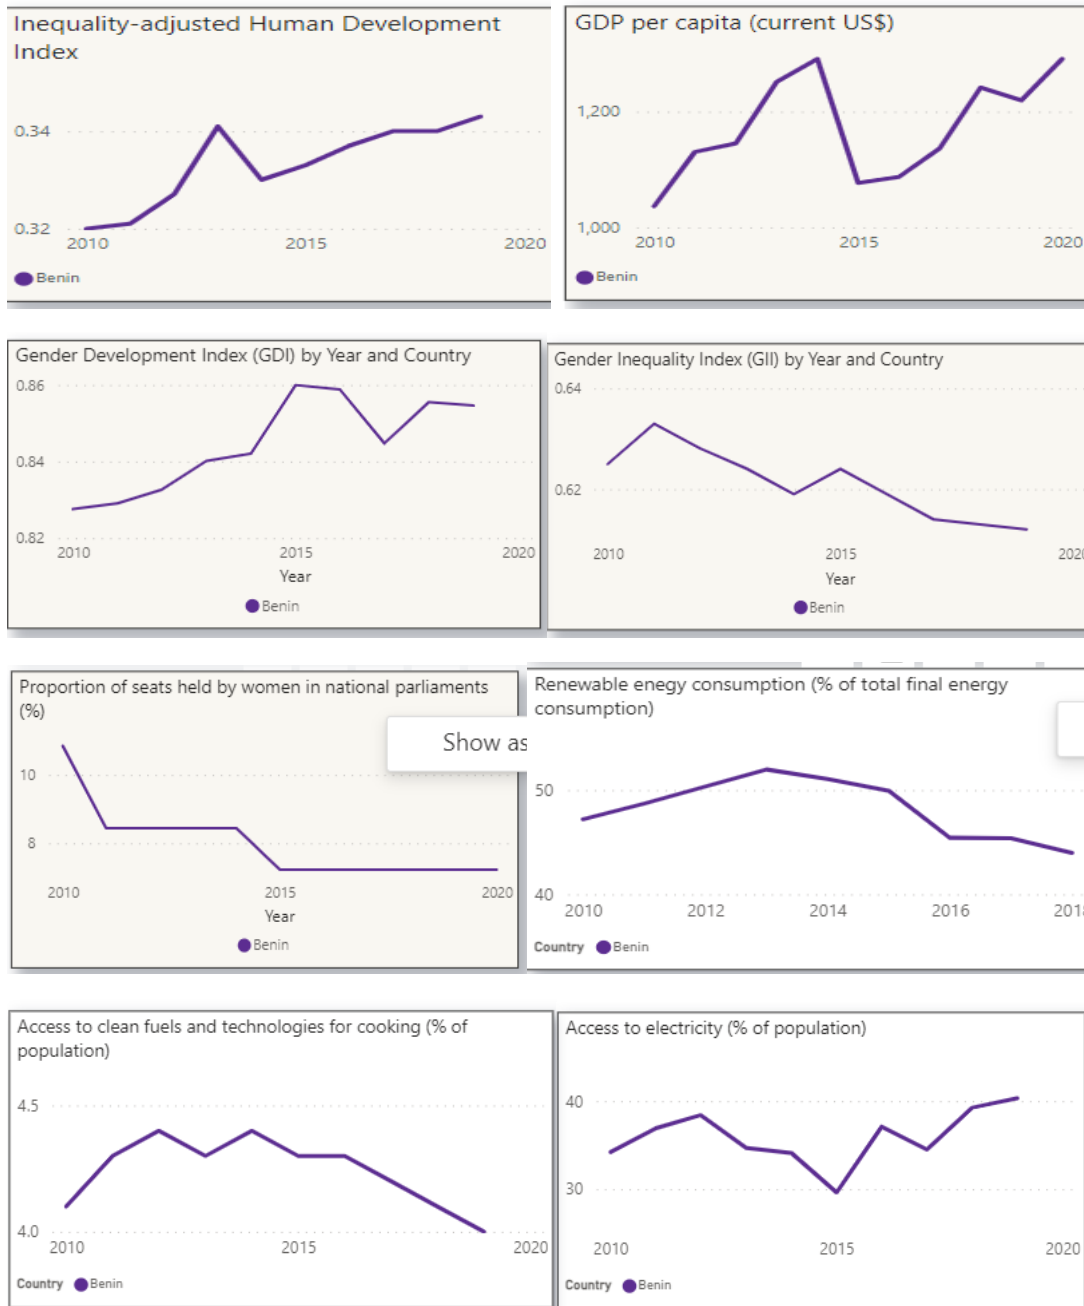 Inequality-adjusted Human Development
Index
0.34
0.32
2010 2015 2020
Benin
GDP per capita (current US$)
1,200
1,000
2010 2015 2020
Benin
Gender Development Index (GDI) by Year and Country
0.86
0.84
0.82
2010 2015 2020
Year
Benin
Gender Inequality Index (GII) by Year and Country
0.64
0.62
2010 2015 2020
Year
Benin
Proportion of seats held by women in national parliaments
(%)
Show as
10
8
2010 2015 2020
Year
Benin
Renewable enegy consumption (% of total final energy
consumption)
50
40
2010 2012 2014 2016 2018
Country Benin
Access to clean fuels and technologies for cooking (% of
population)
4.5
4.0
2010 2015 2020
Country Benin
Access to electricity (% of population)
40
30
2010 2015 2020
Country Benin